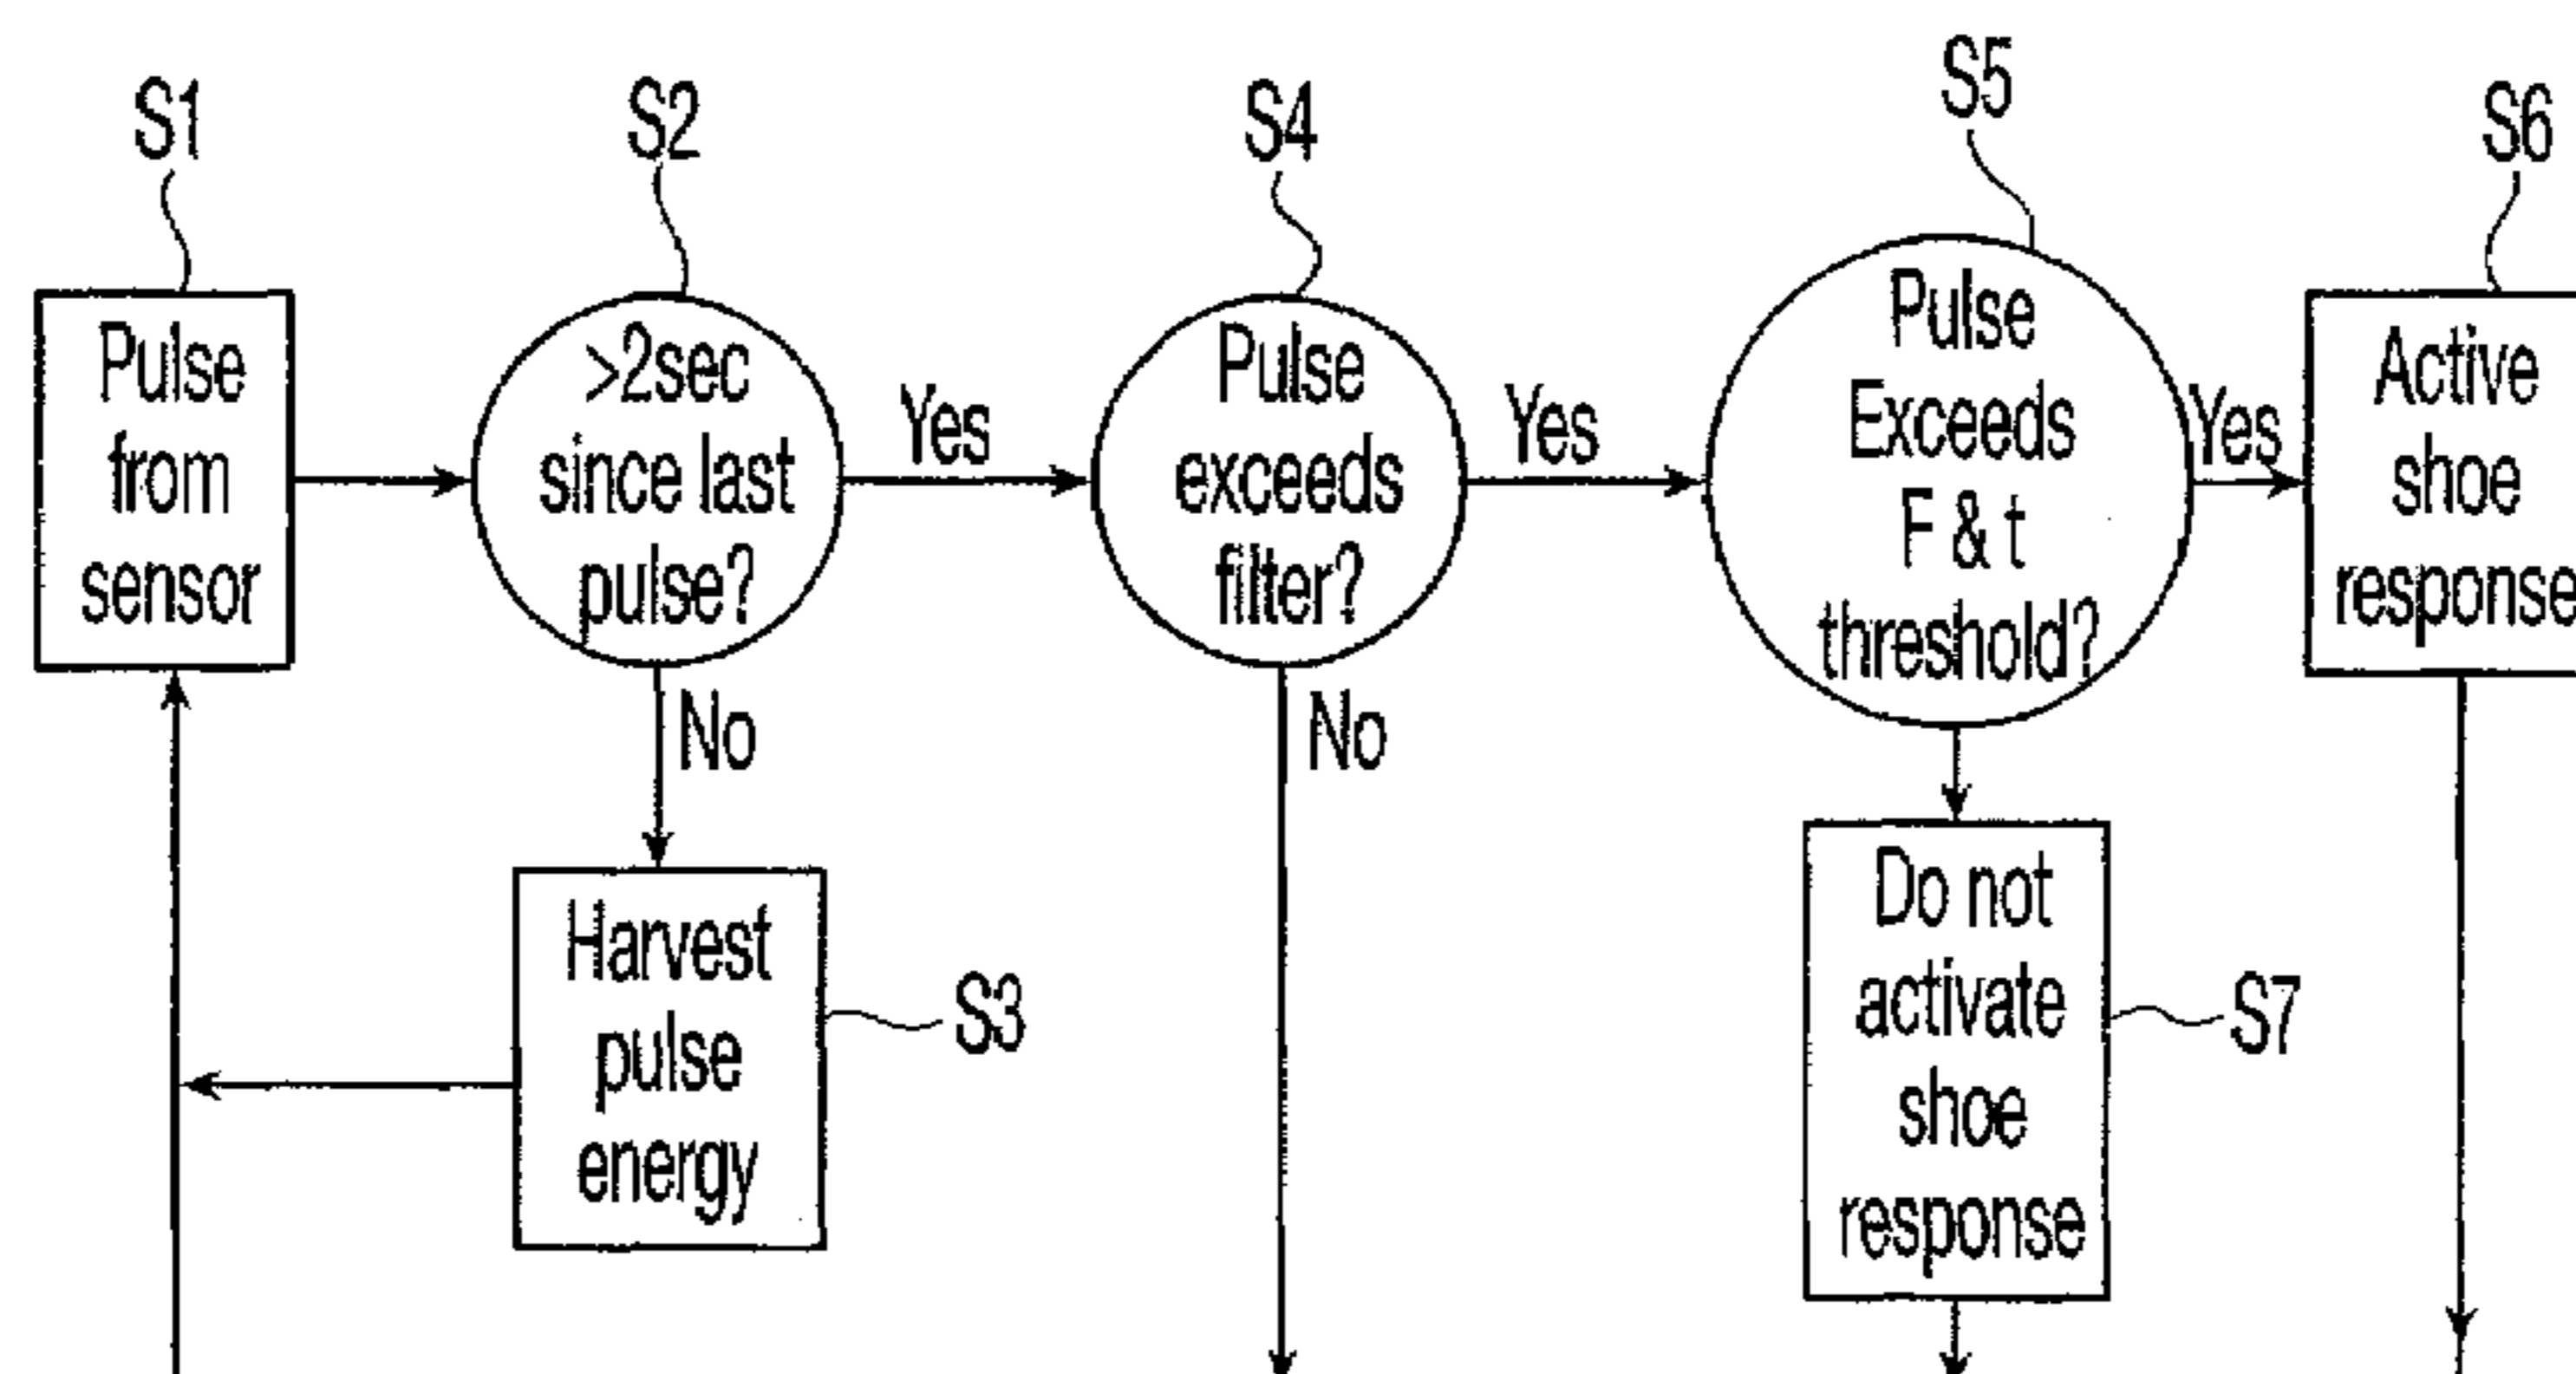 S1
S2
S4
S5
S6
Pulse
from
sensor
>2sec
since last
pulse?
Yes
Pulse
exceeds
filter?
Yes
Pulse
Exceeds
F & t
threshold?
Yes
Active
shoe
response
No
No
Harvest
pulse
energy
S3
Do not
activate
shoe
response
S7